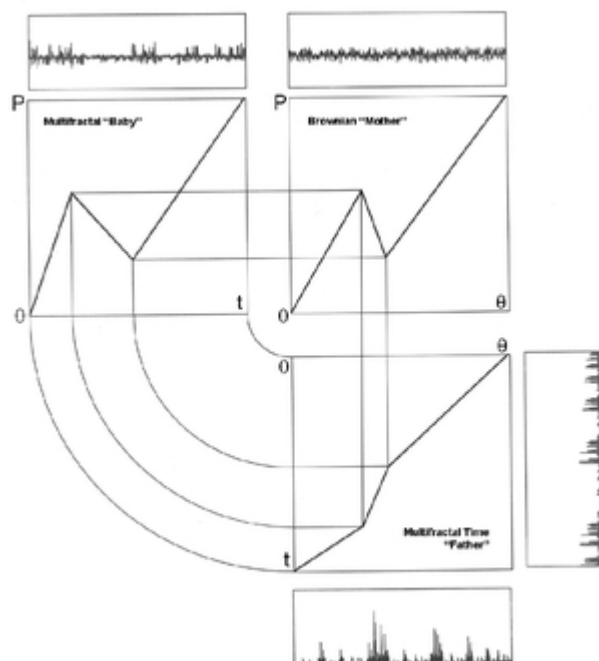 P
Multifractal "Baby"
P
Brownian "Mother"
0
t
0
θ
0
θ
Multifractal Time
"Father"
t